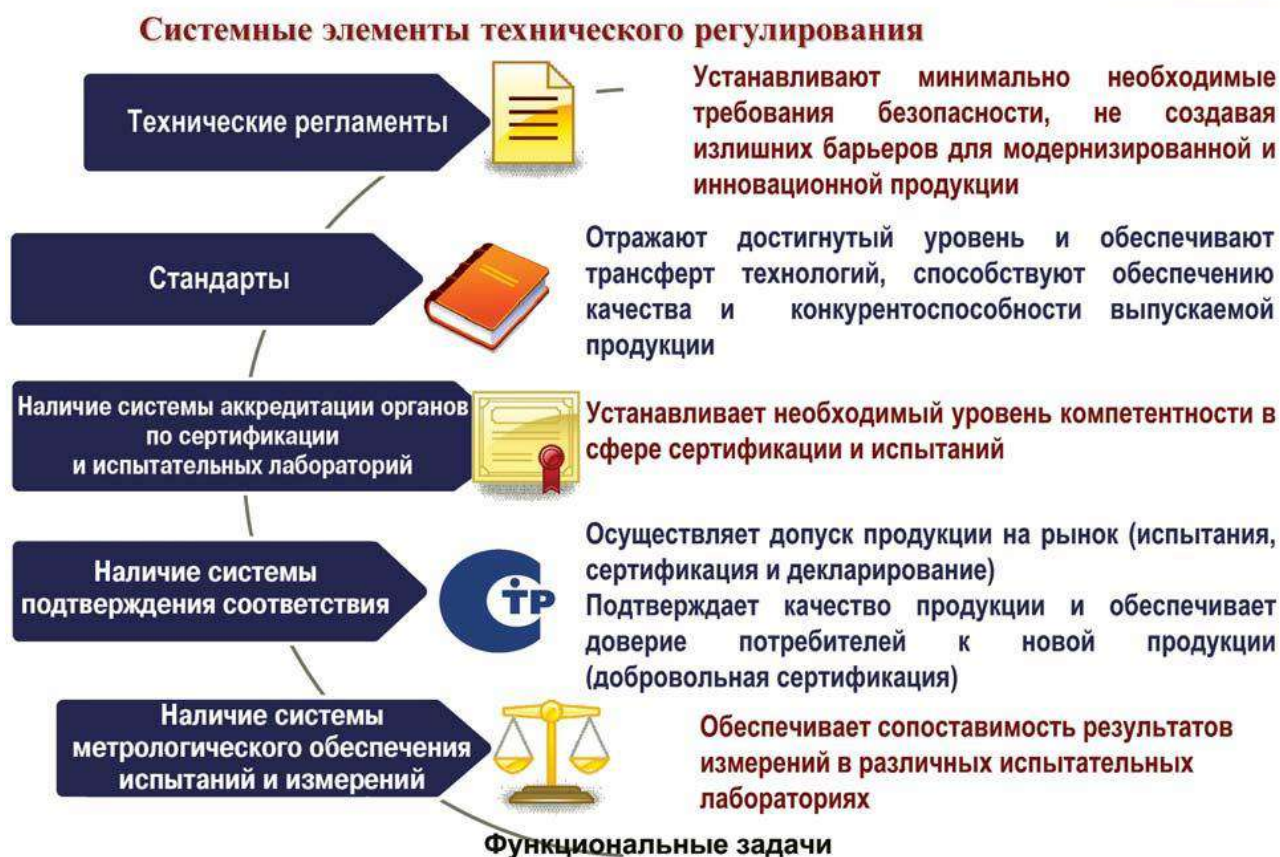 Системные элементы технического регулирования
Технические регламенты
Устанавливают минимально необходимые
требования безопасности, не создавая
излишних барьеров для модернизированной и
инновационной продукции
Стандарты
Отражают достигнутый уровень и обеспечивают
трансферт технологий, способствуют обеспечению
качества и конкурентоспособности выпускаемой
продукции
Наличие системы аккредитации органов
по сертификации
и испытательных лабораторий
Устанавливает необходимый уровень компетентности в
сфере сертификации и испытаний
Наличие системы
подтверждения соответствия
СТР
Осуществляет допуск продукции на рынок (испытания,
сертификация и декларирование)
Подтверждает качество продукции и обеспечивает
доверие потребителей к новой продукции
(добровольная сертификация)
Наличие системы
метрологического обеспечения
испытаний и измерений
Обеспечивает сопоставимость результатов
измерений в различных испытательных
лабораториях
Функциональные задачи